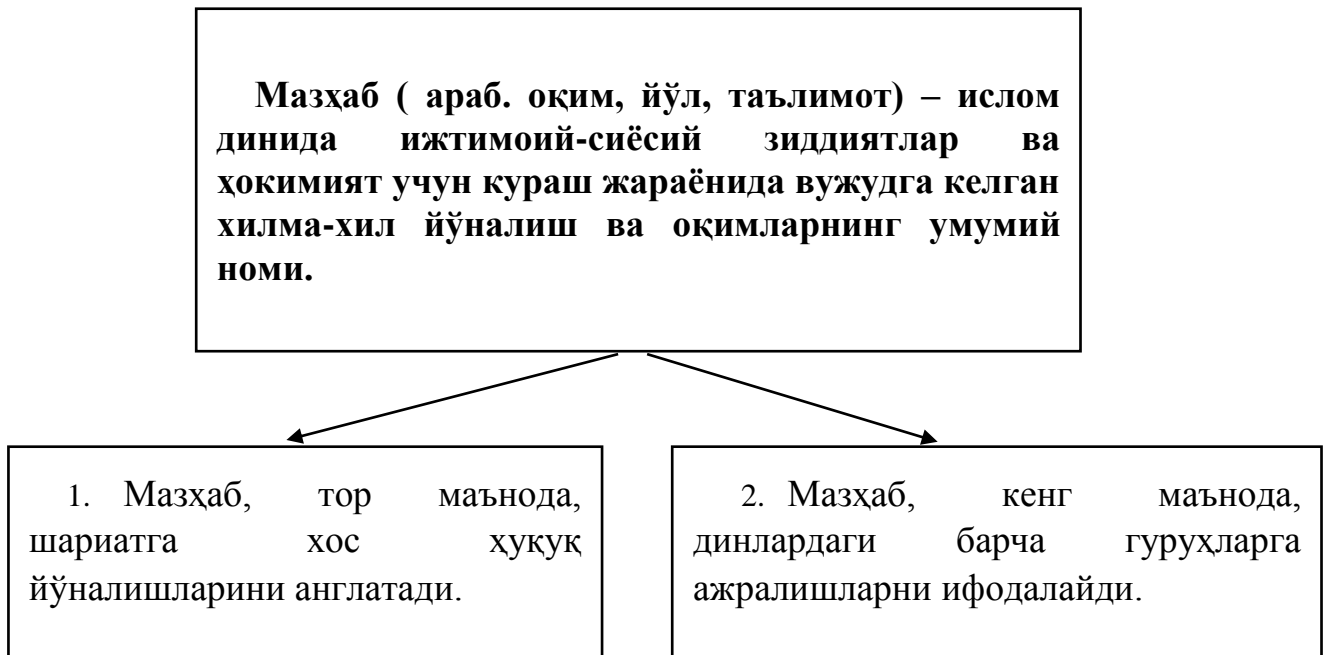 Мазҳаб ( араб. оқим, йўл, таълимот) – ислом
динида ижтимоий-сиёсий зиддиятлар ва
ҳокимият учун кураш жараёнида вужудга келган
хилма-хил йўналиш ва оқимларнинг умумий
номи.
1. Мазҳаб, тор маънода,
шариатга хос ҳуқуқ
йўналишларини англатади.
2. Мазҳаб, кенг маънода,
динлардаги барча гуруҳларга
ажралишларни ифодалайди.